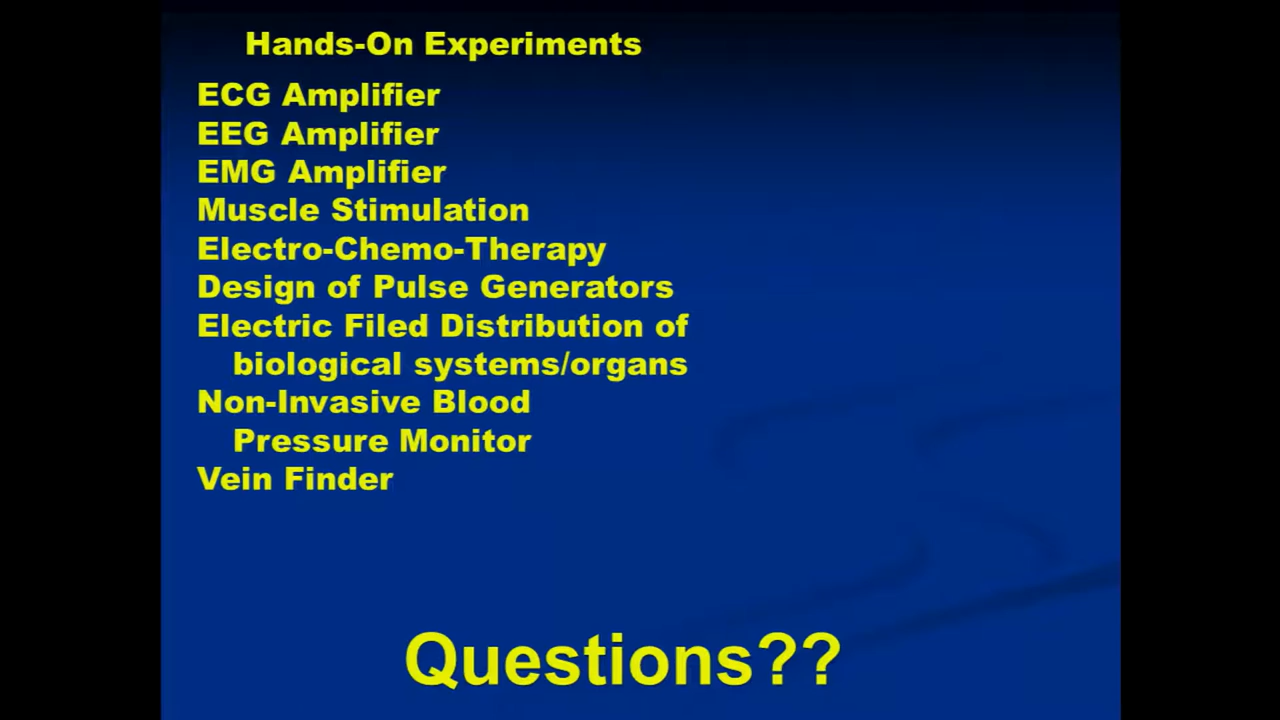 Hands-On Experiments
ECG Amplifier
EEG Amplifier
EMG Amplifier
Muscle Stimulation
Electro-Chemo-Therapy
Design of Pulse Generators
Electric Filed Distribution of
biological systems/organs
Non-Invasive Blood
Pressure Monitor
Vein Finder
Questions??